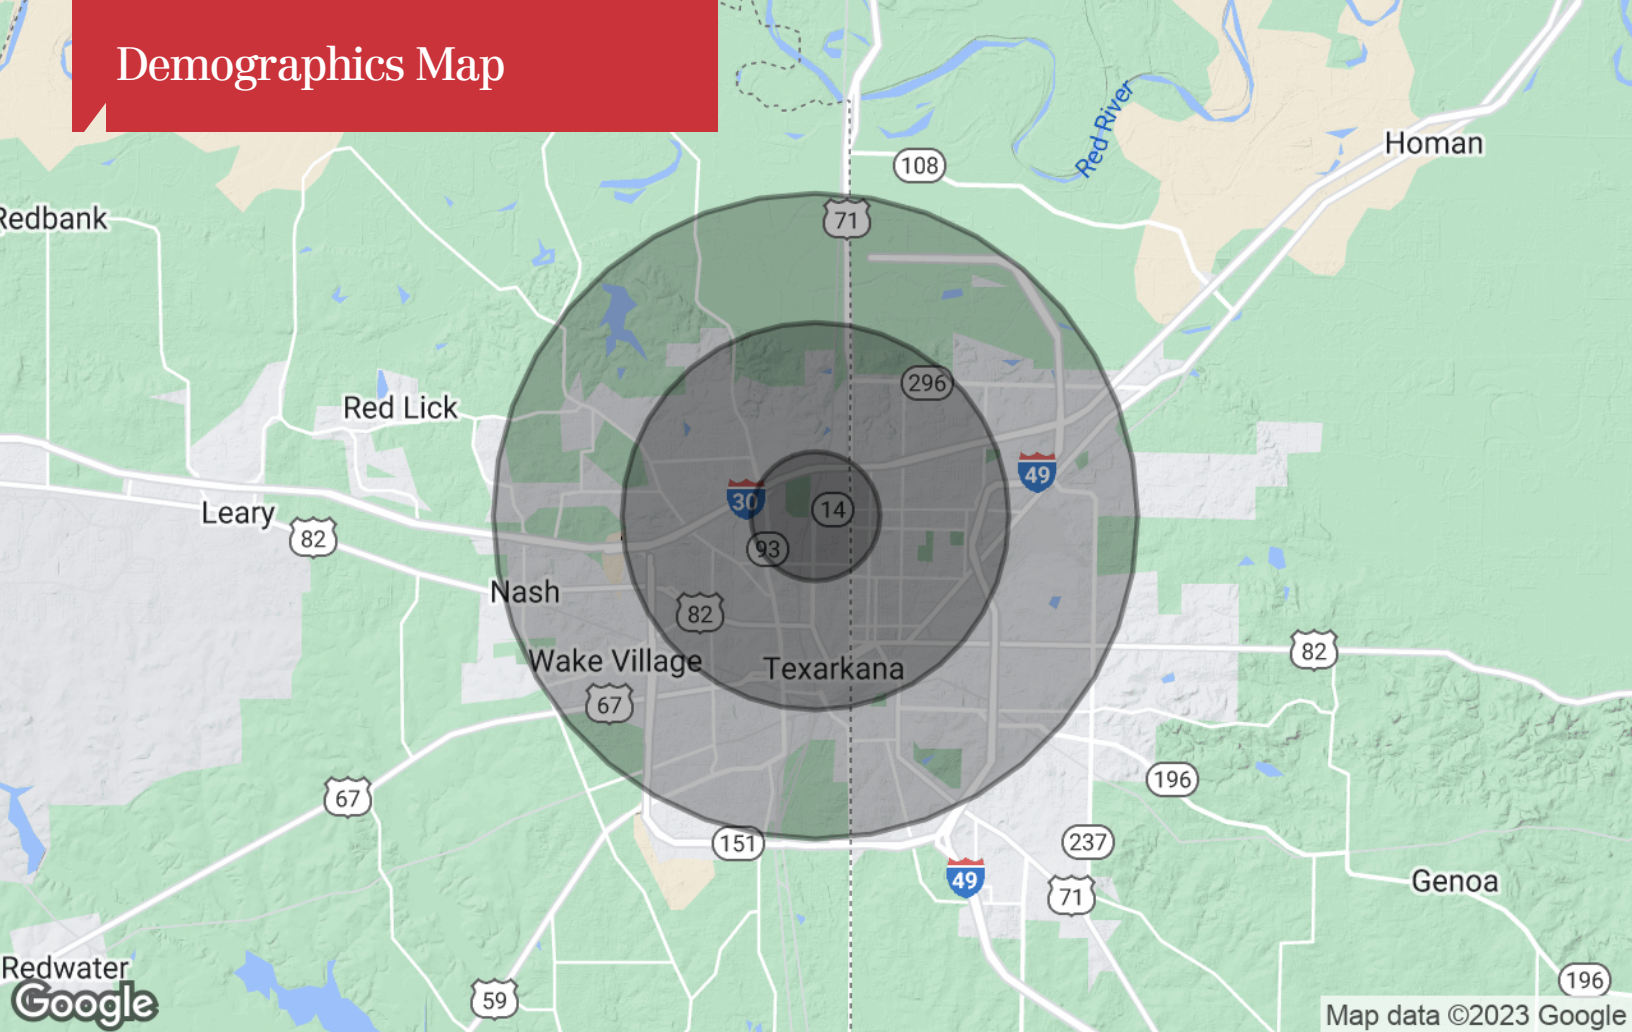 Demographics Map
Red River
Homan
108
Redbank
71
296
Red Lick
49
30
14
Leary
82
93
Nash
82
82
Wake Village
Texarkana
67
196
67
151
237
49
71
Genoa
Redwater
196
59
Google
Map data ©2023 Google